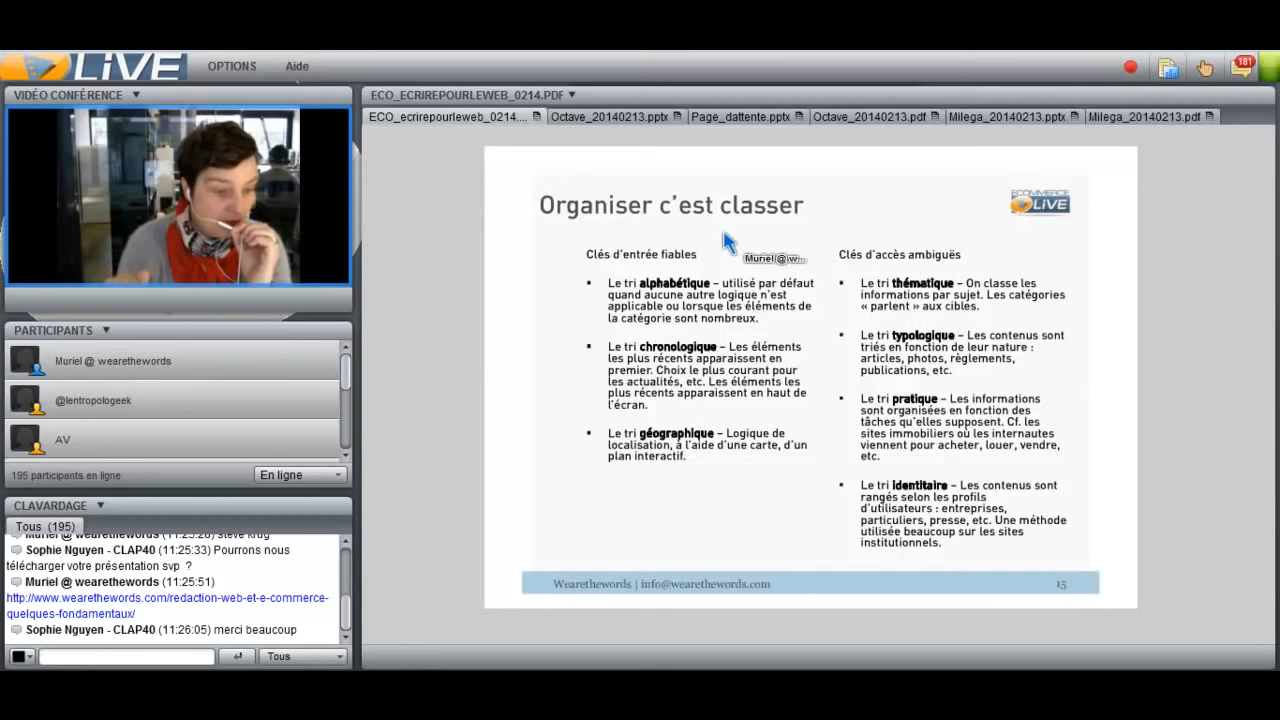 LIVE
OPTIONS
Aide
181
VIDÉO CONFÉRENCE
ECO_ECRIREPOURLEWEB_0214.PDF
ECO_ecrirepourleweb_0214....
Octave_20140213.pptx
Page_dattente.pptx
Octave_20140213.pdf
Milega_20140213.pptx
Milega_20140213.pdf
PARTICIPANTS
Muriel @ wearethewords
@lentropologeek
AV
195 participants en ligne
En ligne
CLAVARDAGE
Tous (195)
Muriel @ wearethewords (11:25:28) steve krug
Sophie Nguyen - CLAP40 (11:25:33) Pourrons nous
télécharger votre présentation svp ?
Muriel @ wearethewords (11:25:51)
http://www.wearethewords.com/redaction-web-et-e-commerce-
quelques-fondamentaux/
Sophie Nguyen - CLAP40 (11:26:05) merci beaucoup
Tous
Organiser c’est classer
ECOMMERCE
LIVE
Muriel @ w...
Clés d’entrée fiables
Le tri alphabétique – utilisé par défaut
quand aucune autre logique n’est
applicable ou lorsque les éléments de
la catégorie sont nombreux.
Le tri chronologique – Les éléments
les plus récents apparaissent en
premier. Choix le plus courant pour
les actualités, etc. Les éléments les
plus récents apparaissent en haut de
l’écran.
Le tri géographique – Logique de
localisation, à l’aide d’une carte, d’un
plan interactif.
Clés d’accès ambiguës
Le tri thématique – On classe les
informations par sujet. Les catégories
« parlent » aux cibles.
Le tri typologique – Les contenus sont
triés en fonction de leur nature :
articles, photos, règlements,
publications, etc.
Le tri pratique – Les informations
sont organisées en fonction des
tâches qu’elles supposent. Cf. les
sites immobiliers où les internautes
viennent pour acheter, louer, vendre,
etc.
Le tri identitaire – Les contenus sont
rangés selon les profils
d’utilisateurs : entreprises,
particuliers, presse, etc. Une méthode
utilisée beaucoup sur les sites
institutionnels.
Wearethewords | info@wearethewords.com
15